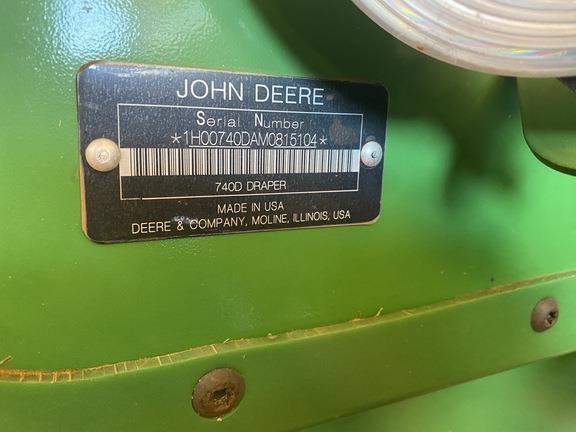 JOHN DEERE
Serial Number
*1H00740DAM0815104*
740D DRAPER
MADE IN USA
DEERE & COMPANY, MOLINE, ILLINOIS, USA